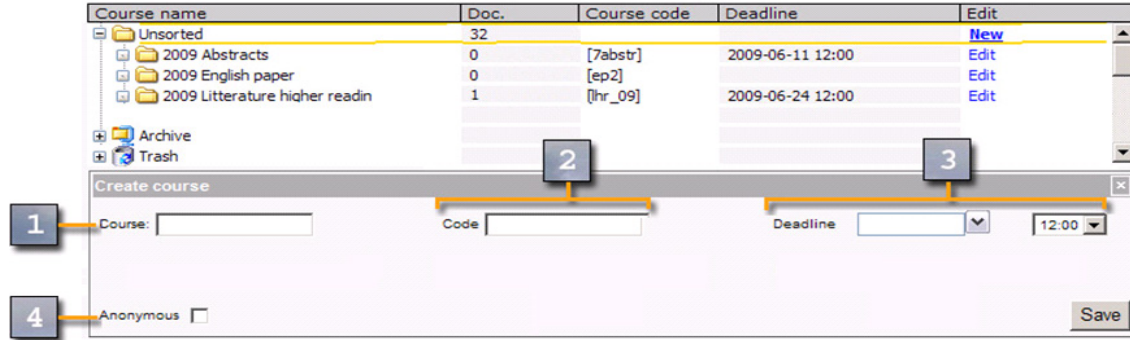 Course name Doc. Course code Deadline Edit
Unsorted 32 New
2009 Abstracts 0 [7abstr] 2009-06-11 12:00 Edit
2009 English paper 0 [ep2] Edit
2009 Litterature higher readin 1 [lhr_09] 2009-06-24 12:00 Edit
Archive
Trash
2 3
Create course
1 Course: Code Deadline 12:00
4 Anonymous Save